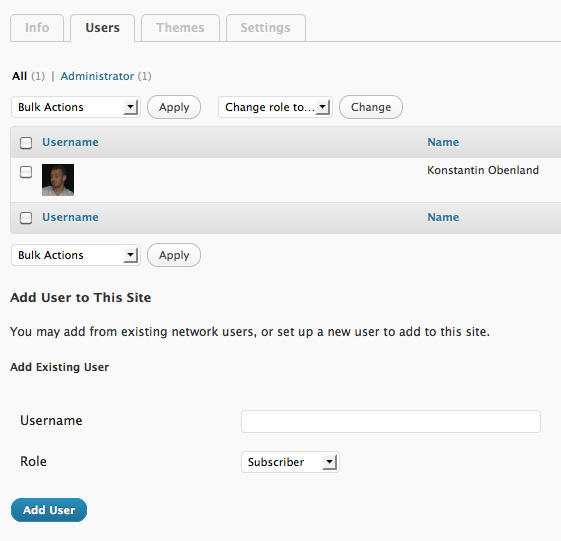 Info Users Themes Settings
All (1) | Administrator (1)
Bulk Actions Apply Change role to... Change
Username Name
Konstantin Obenland
Username Name
Bulk Actions Apply
Add User to This Site
You may add from existing network users, or set up a new user to add to this site.
Add Existing User
Username
Role Subscriber
Add User